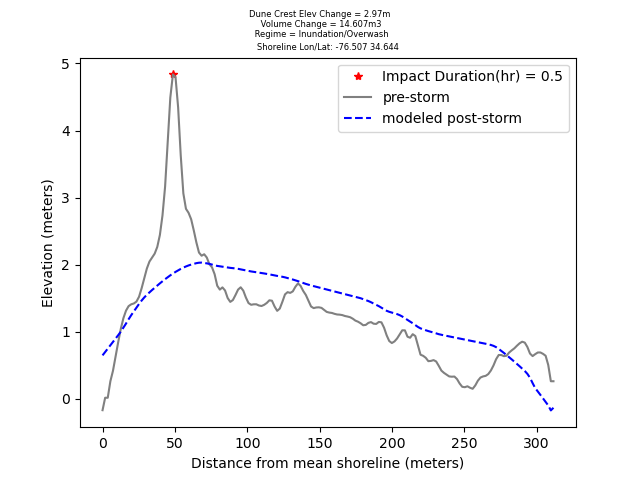 Dune Crest Elev Change = 2.97m
Volume Change = 14.607m3
Regime = Inundation/Overwash
Shoreline Lon/Lat: -76.507 34.644
Impact Duration(hr) = 0.5
pre-storm
modeled post-storm
5
4
3
2
1
0
Elevation (meters)
0 50 100 150 200 250 300
Distance from mean shoreline (meters)